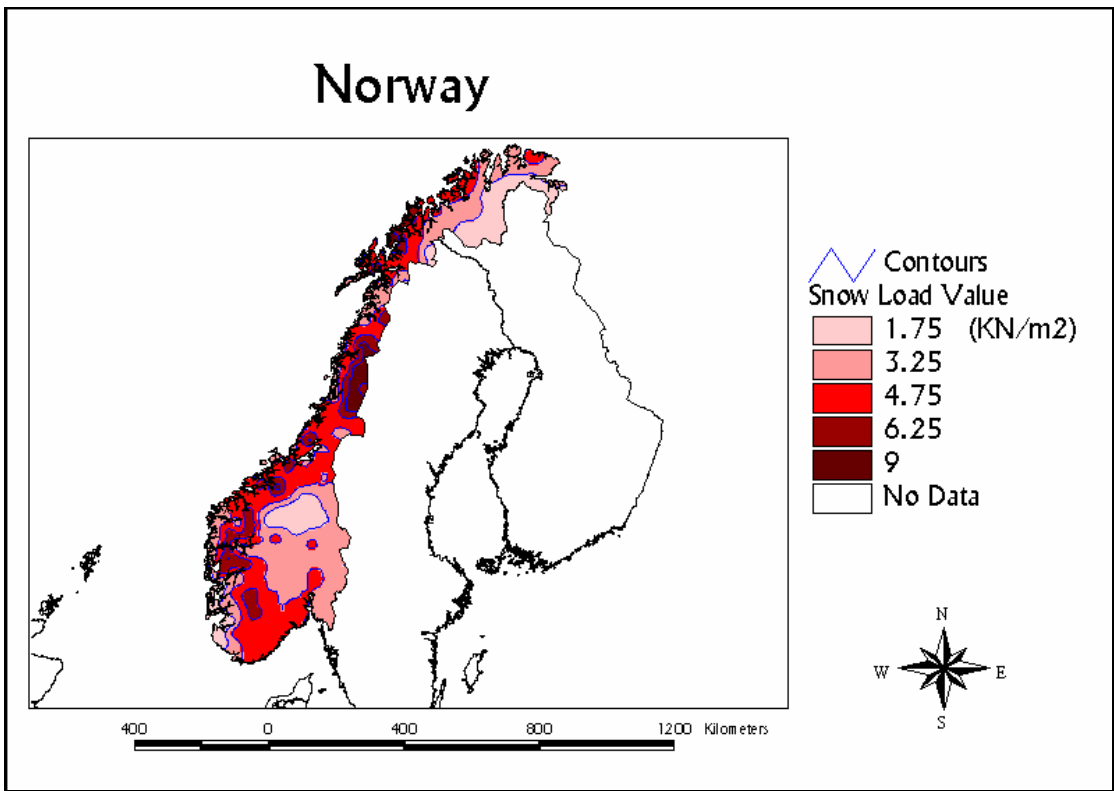 Norway
Contours
Snow Load Value
1.75 (KN/m2)
3.25
4.75
6.25
9
No Data
N
W E
S
400 0 400 800 1200 Kilometers